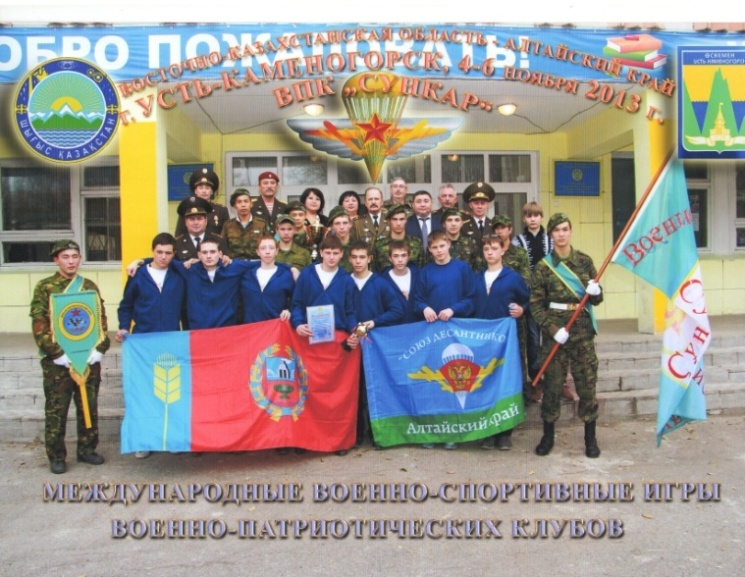 ОБРО ПОЖАЛОВАТЬ!
ВОСТОЧНО-КАЗАХСТАНСКАЯ ОБЛАСТЬ - АЛТАЙСКИЙ КРАЙ
г. УСТЬ-КАМЕНОГОРСК, 4-6 НОЯБРЯ 2013 г.
ВПК „СУНКАР”
ШЫҒЫС ҚАЗАҚСТАН
ӨСКЕМЕН
УСТЬ-КАМЕНОГОРСК
Военно
"СОЮЗ ДЕСАНТНИКО
Алтайский край
МЕЖДУНАРОДНЫЕ ВОЕННО-СПОРТИВНЫЕ ИГРЫ
ВОЕННО-ПАТРИОТИЧЕСКИХ КЛУБОВ